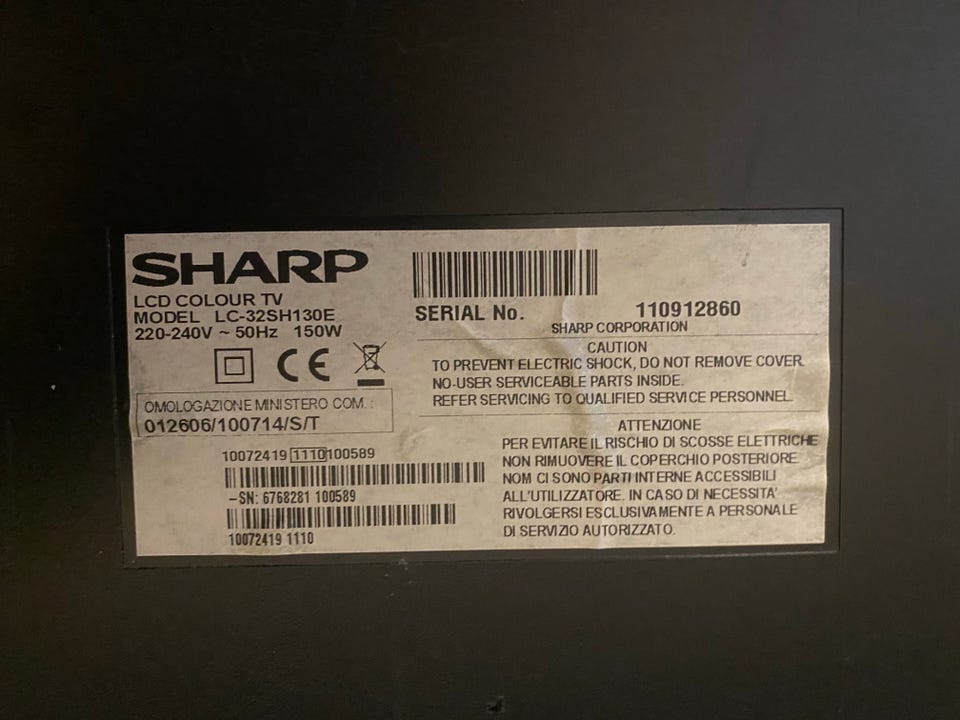 SHARP
LCD COLOUR TV
MODEL LC-32SH130E
220-240V ~ 50Hz 150W
CE
OMOLOGAZIONE MINISTERO COM. :
012606/100714/S/T
10072419 1110 100589
-SN: 6768281 100589
10072419 1110
SERIAL No. 110912860
SHARP CORPORATION
CAUTION
TO PREVENT ELECTRIC SHOCK, DO NOT REMOVE COVER.
NO-USER SERVICEABLE PARTS INSIDE.
REFER SERVICING TO QUALIFIED SERVICE PERSONNEL.
ATTENZIONE
PER EVITARE IL RISCHIO DI SCOSSE ELETTRICHE
NON RIMUOVERE IL COPERCHIO POSTERIORE.
NOM CI SONO PARTI INTERNE ACCESSIBILI
ALL'UTILIZZATORE. IN CASO DI NECESSITA'
RIVOLGERSI ESCLUSIVAMENTE A PERSONALE
DI SERVIZIO AUTORIZZATO.